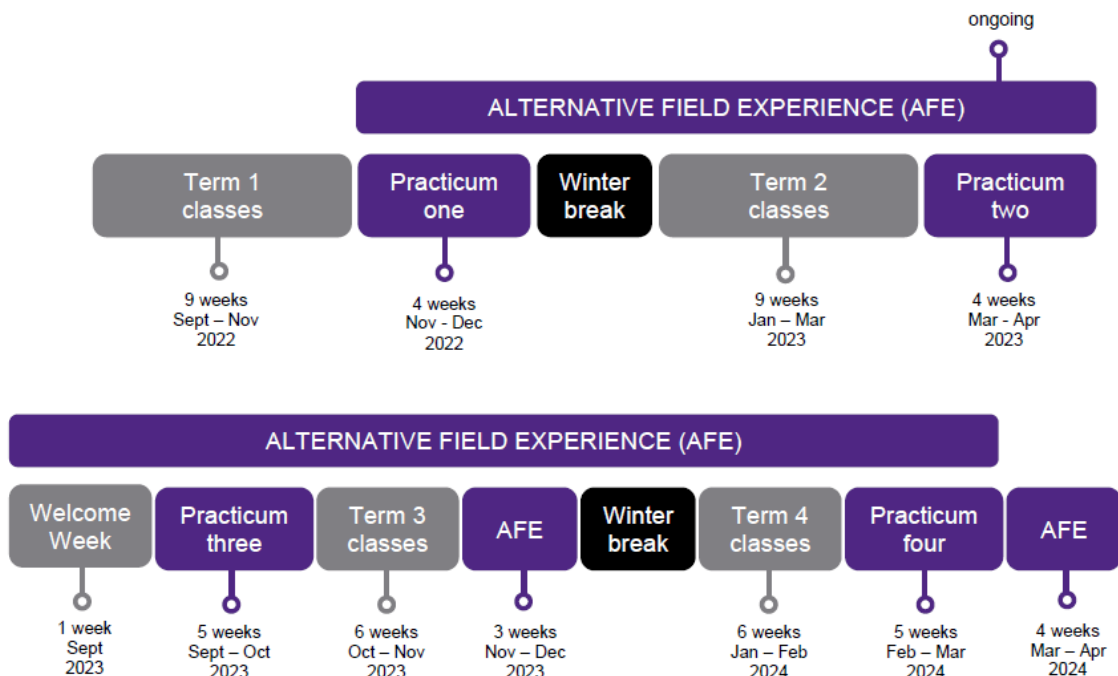 ongoing
ALTERNATIVE FIELD EXPERIENCE (AFE)
Term 1
classes
Practicum
one
Winter
break
Term 2
classes
Practicum
two
9 weeks
Sept – Nov
2022
4 weeks
Nov - Dec
2022
9 weeks
Jan – Mar
2023
4 weeks
Mar - Apr
2023
ALTERNATIVE FIELD EXPERIENCE (AFE)
Welcome
Week
Practicum
three
Term 3
classes
AFE
Winter
break
Term 4
classes
Practicum
four
AFE
1 week
Sept
2023
5 weeks
Sept – Oct
2023
6 weeks
Oct – Nov
2023
3 weeks
Nov – Dec
2023
6 weeks
Jan – Feb
2024
5 weeks
Feb – Mar
2024
4 weeks
Mar – Apr
2024